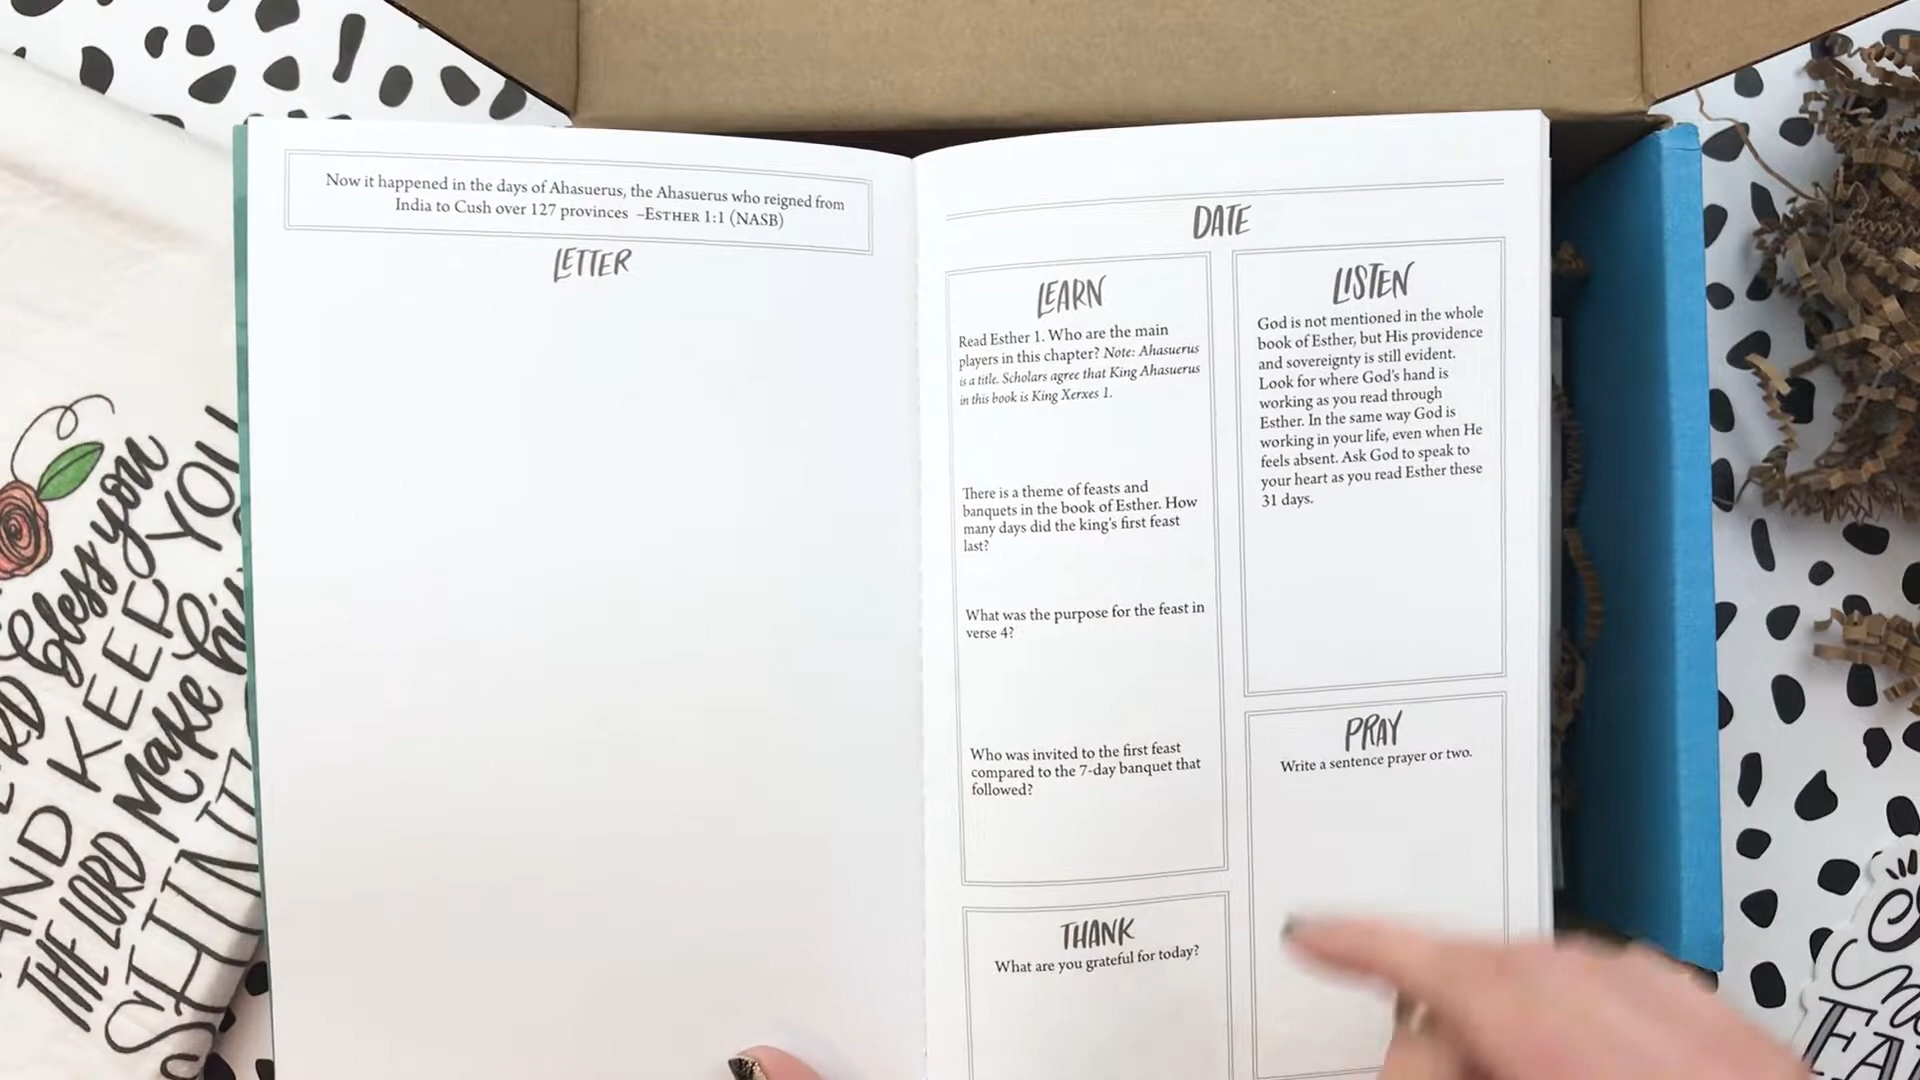 Now it happened in the days of Ahasuerus, the Ahasuerus who reigned from
India to Cush over 127 provinces –ESTHER 1:1 (NASB)
LETTER
DATE
LEARN
Read Esther 1. Who are the main
players in this chapter? Note: Ahasuerus
is a title. Scholars agree that King Ahasuerus
in this book is King Xerxes 1.
There is a theme of feasts and
banquets in the book of Esther. How
many days did the king's first feast
last?
What was the purpose for the feast in
verse 4?
Who was invited to the first feast
compared to the 7-day banquet that
followed?
THANK
What are you grateful for today?
LISTEN
God is not mentioned in the whole
book of Esther, but His providence
and sovereignty is still evident.
Look for where God's hand is
working as you read through
Esther. In the same way God is
working in your life, even when He
feels absent. Ask God to speak to
your heart as you read Esther these
31 days.
PRAY
Write a sentence prayer or two.
bless you
AND KEEP YOU
THE LORD Make
SHINE